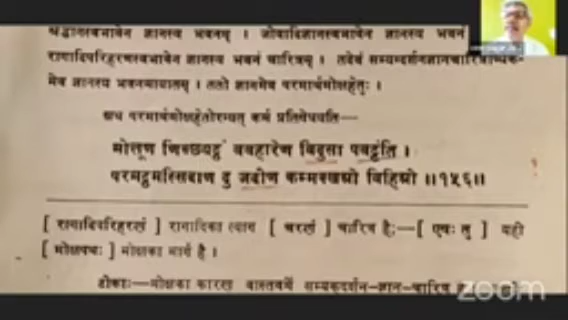 श्रद्धानस्वभावेन ज्ञानस्य भवनम् । जीवादिज्ञानस्वभावेन ज्ञानस्य भवनं
रागादिपरिहरणस्वभावेन ज्ञानस्य भवनं चारित्रम् । तदेवं सम्यग्दर्शनज्ञानचारित्राण्येक-
मेव ज्ञानस्य भवनमायातम् । ततो ज्ञानमेव परमार्थमोक्षहेतुः ।
अथ परमार्थमोक्षहेतोरन्यत् कर्म प्रतिषेधयति—
मोत्तूण णिच्छयट्ठं ववहारेण विदुसा पवट्टंति ।
परमट्ठमस्सिदाण दु जदीण कम्मक्खओ विहिओ ॥१५६॥
[ रागादिपरिहरणं ] रागादिका त्याग [ चरणं ] चारित्र है;—[ एषः तु ] यही
[ मोक्षपथः ] मोक्षका मार्ग है ।
टीकाः—मोक्षका कारण वास्तवमें सम्यक्दर्शन-ज्ञान-चारित्र
zoom